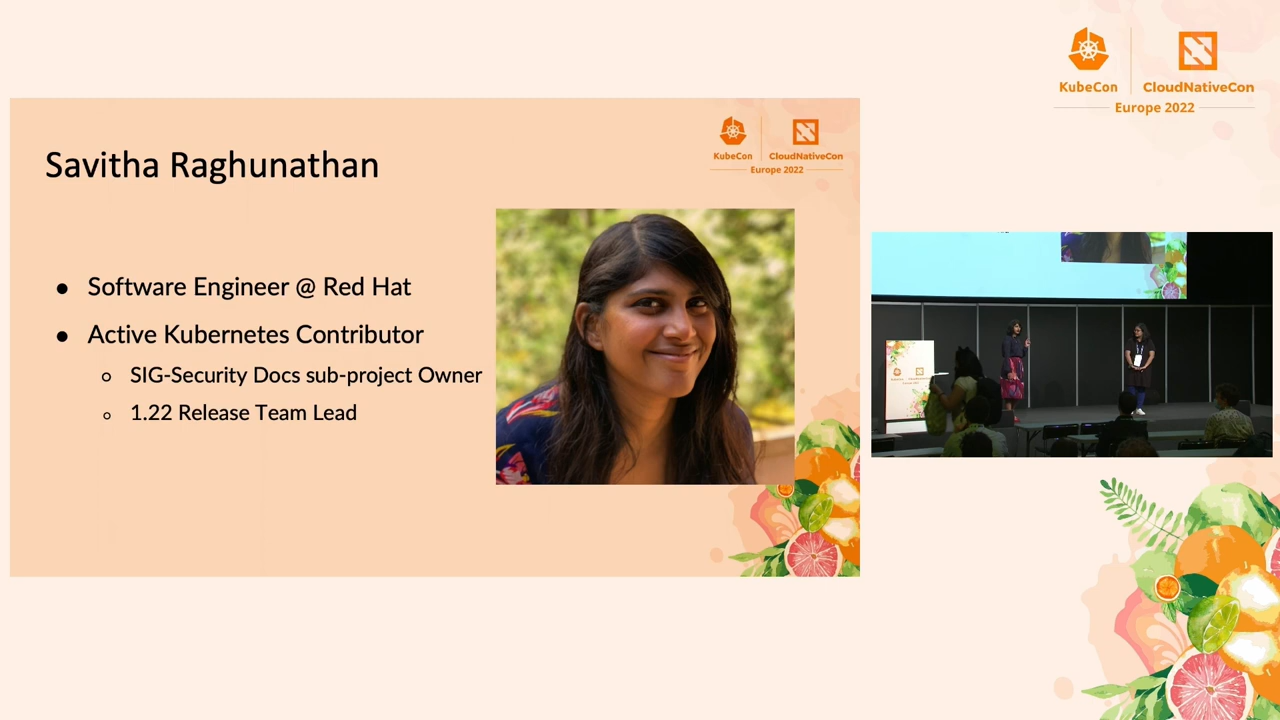 KubeCon
CloudNativeCon
Europe 2022
KubeCon
CloudNativeCon
Europe 2022
Savitha Raghunathan
Software Engineer @ Red Hat
Active Kubernetes Contributor
SIG-Security Docs sub-project Owner
1.22 Release Team Lead